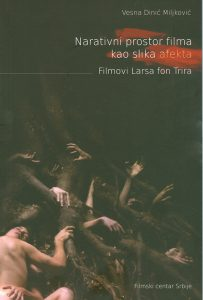 Vesna Dinić Miljković
Narativni prostor filma
kao slika afekta
Filmovi Larsa fon Trira
Filmski centar Srbije